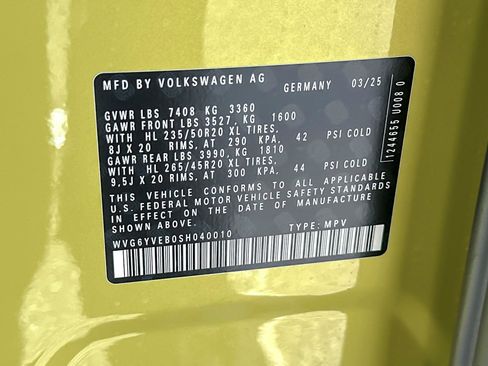 MFD BY VOLKSWAGEN AG GERMANY 03/25
GVWR LBS 7408 KG 3360
GAWR FRONT LBS 3527, KG 1600
WITH HL 235/50R20 XL TIRES,
8J X 20 RIMS, AT 290 KPA, 42 PSI COLD
GAWR REAR LBS 3990, KG 1810
WITH HL 265/45R20 XL TIRES,
9,5J X 20 RIMS, AT 300 KPA, 44 PSI COLD
THIS VEHICLE CONFORMS TO ALL APPLICABLE
U.S. FEDERAL MOTOR VEHICLE SAFETY STANDARDS
IN EFFECT ON THE DATE OF MANUFACTURE
SHOWN ABOVE.
WVG6YVEB0SH040010 TYPE: MPV
1244655 U008 0